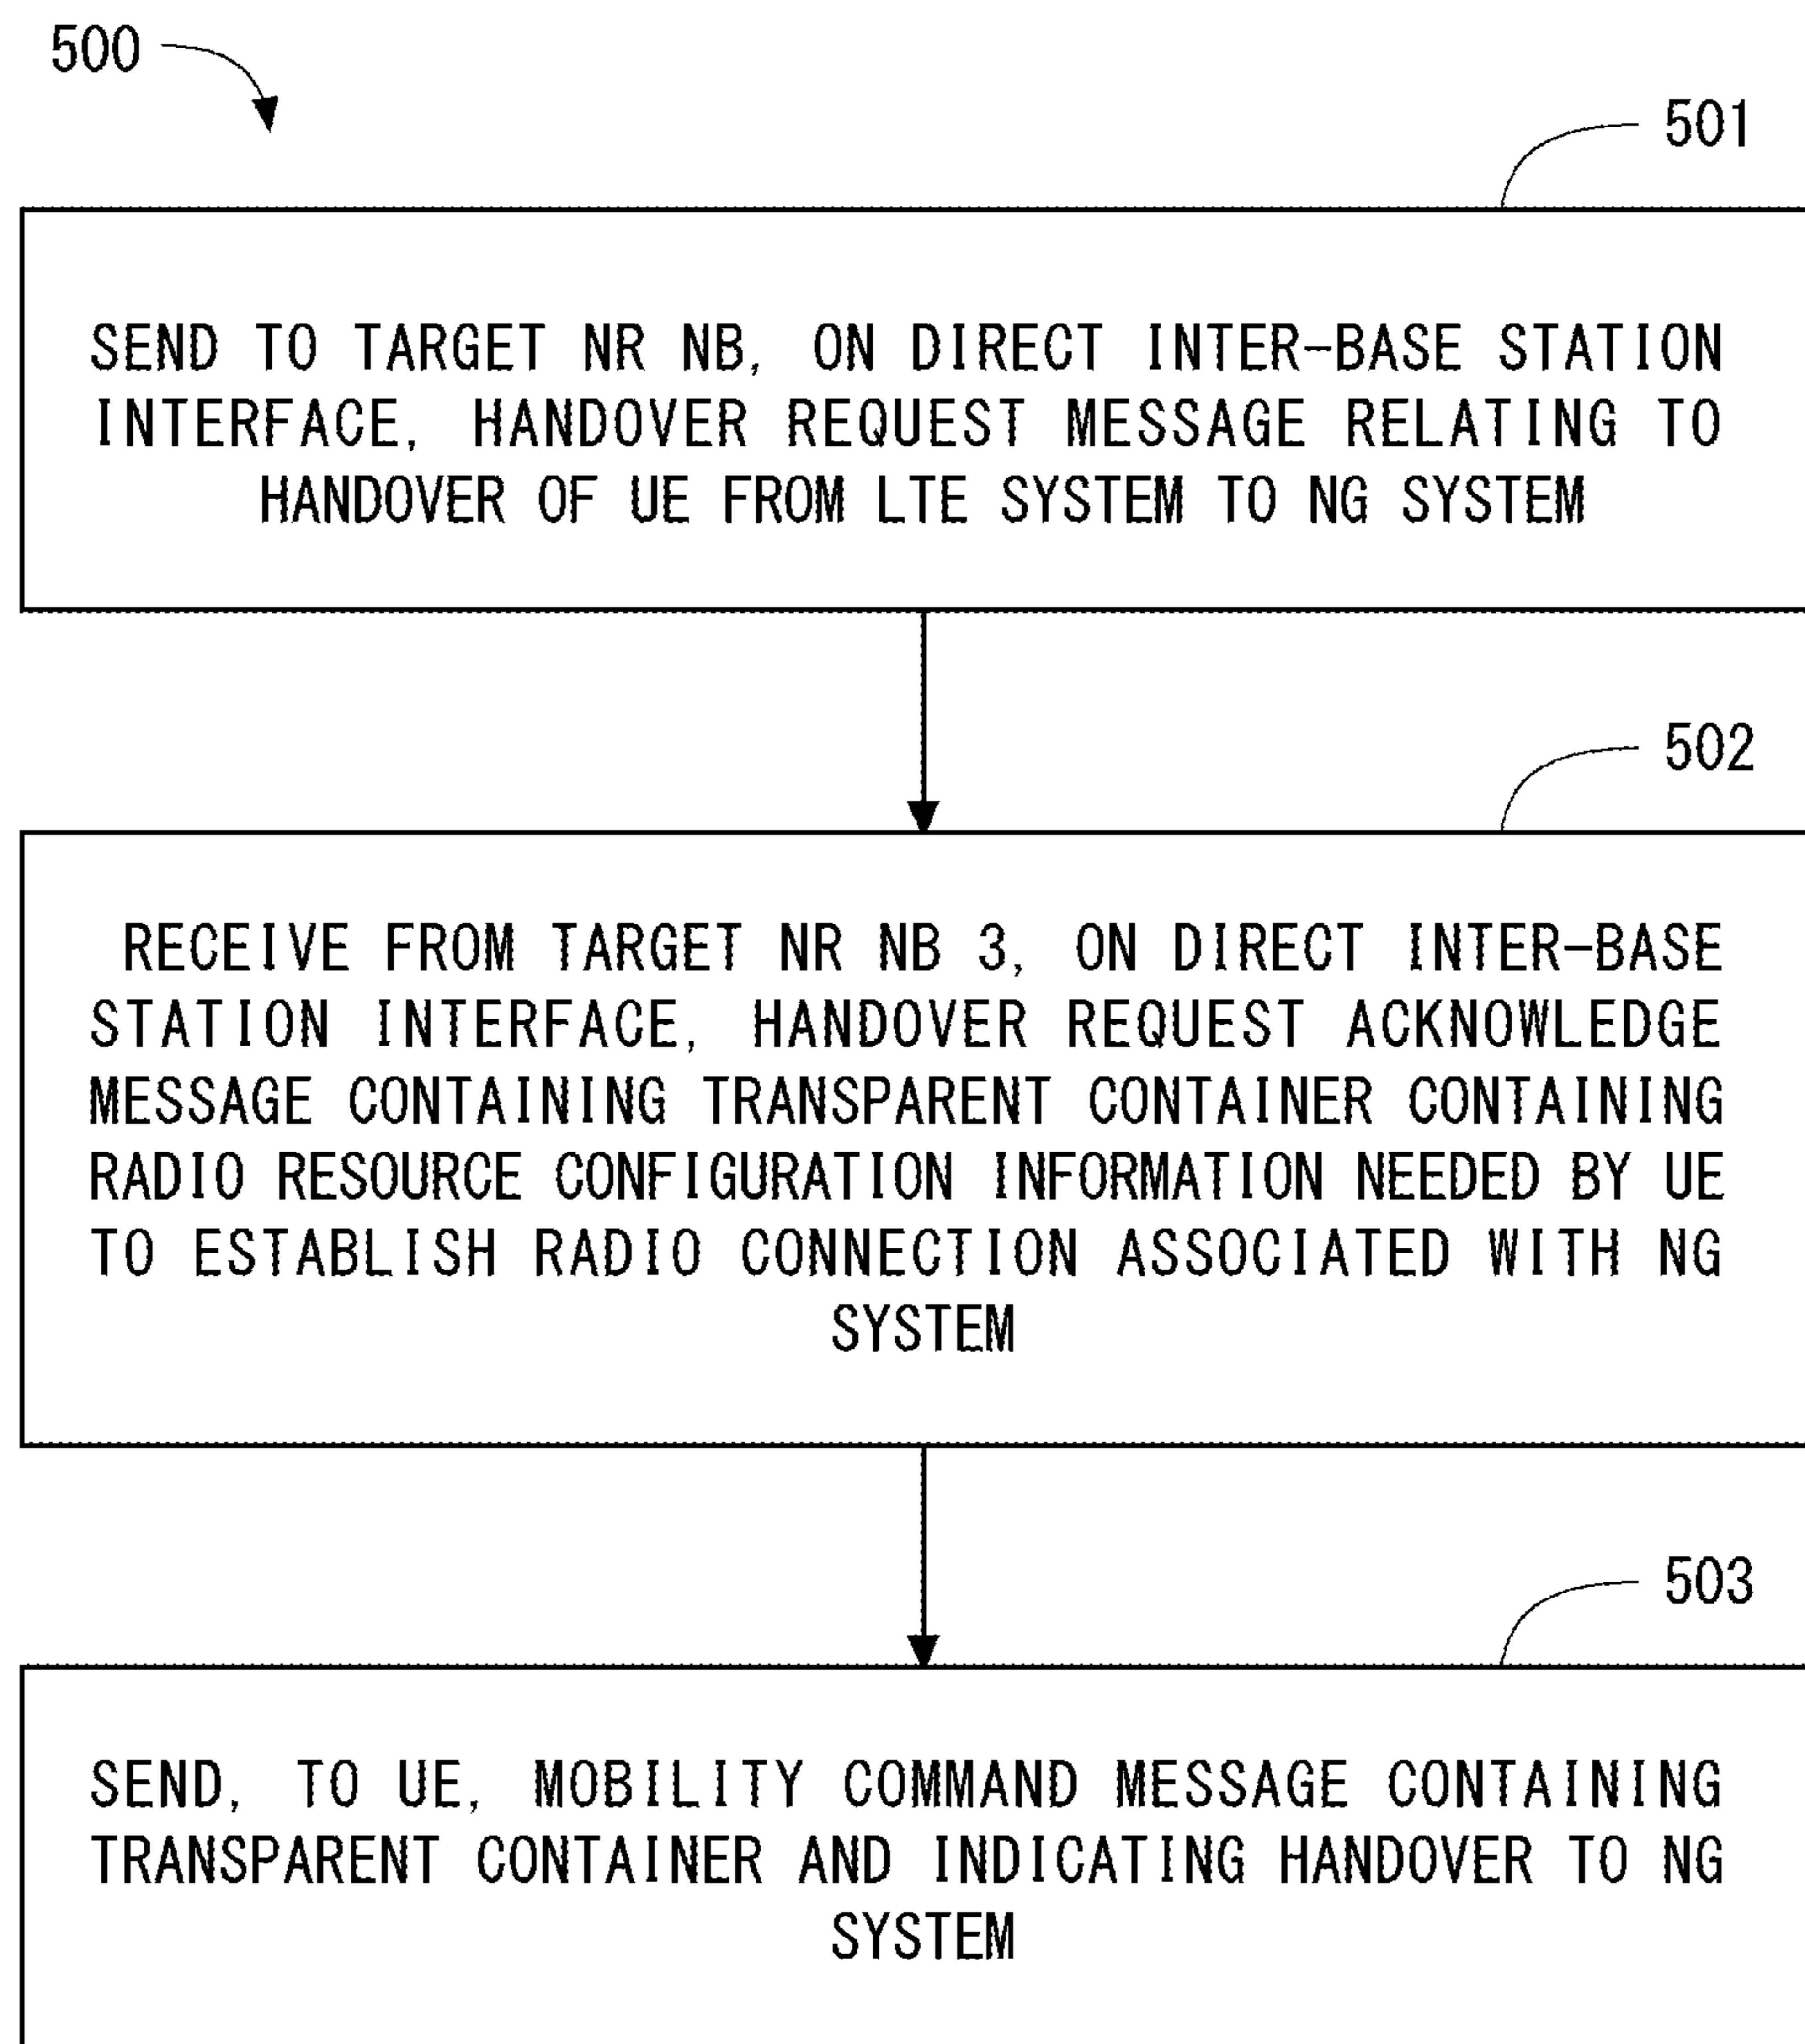 500
501
SEND TO TARGET NR NB, ON DIRECT INTER-BASE STATION
INTERFACE, HANDOVER REQUEST MESSAGE RELATING TO
HANDOVER OF UE FROM LTE SYSTEM TO NG SYSTEM
502
RECEIVE FROM TARGET NR NB 3, ON DIRECT INTER-BASE
STATION INTERFACE, HANDOVER REQUEST ACKNOWLEDGE
MESSAGE CONTAINING TRANSPARENT CONTAINER CONTAINING
RADIO RESOURCE CONFIGURATION INFORMATION NEEDED BY UE
TO ESTABLISH RADIO CONNECTION ASSOCIATED WITH NG
SYSTEM
503
SEND, TO UE, MOBILITY COMMAND MESSAGE CONTAINING
TRANSPARENT CONTAINER AND INDICATING HANDOVER TO NG
SYSTEM